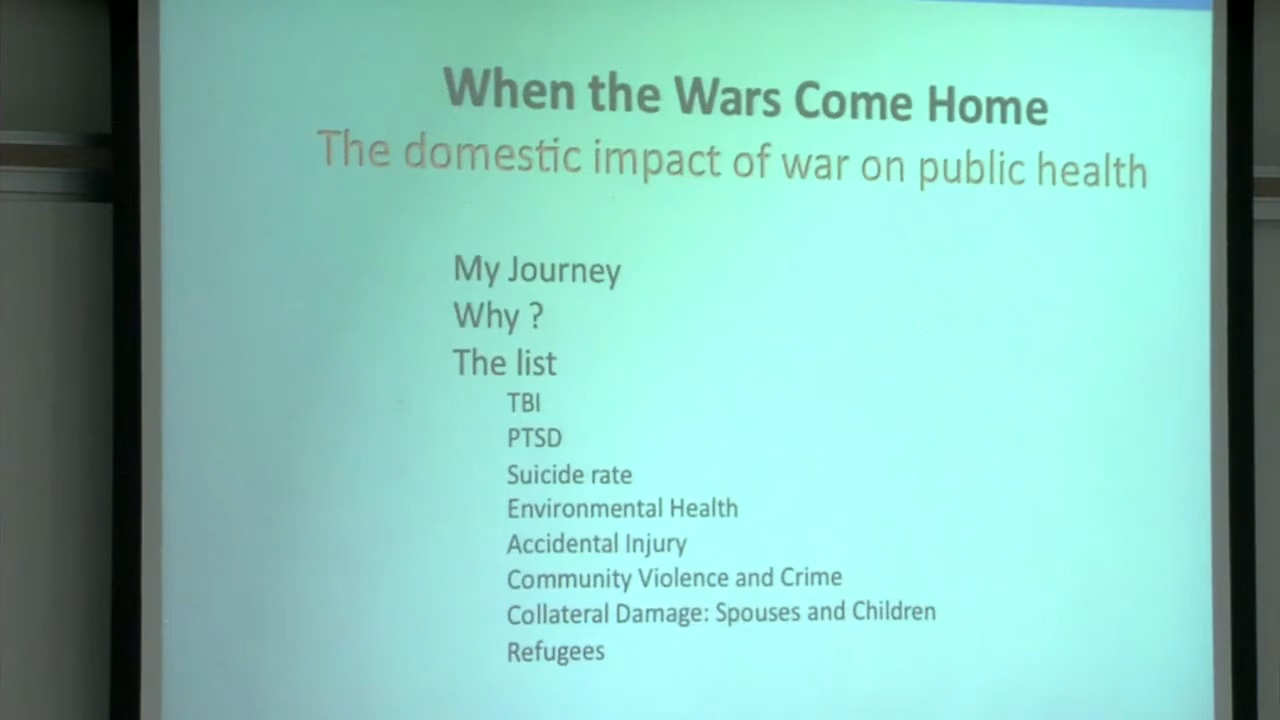 When the Wars Come Home
The domestic impact of war on public health
My Journey
Why ?
The list
TBI
PTSD
Suicide rate
Environmental Health
Accidental Injury
Community Violence and Crime
Collateral Damage: Spouses and Children
Refugees